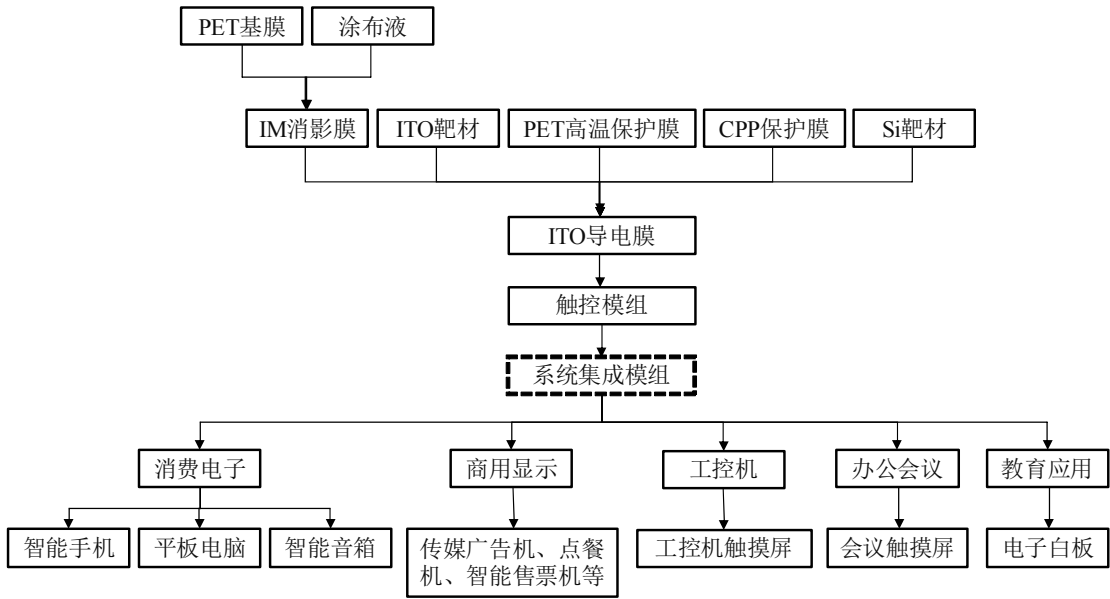 PET基膜
涂布液
IM消影膜
ITO靶材
PET高温保护膜
CPP保护膜
Si靶材
ITO导电膜
触控模组
系统集成模组
消费电子
商用显示
工控机
办公会议
教育应用
智能手机
平板电脑
智能音箱
传媒广告机、点餐
机、智能售票机等
工控机触摸屏
会议触摸屏
电子白板